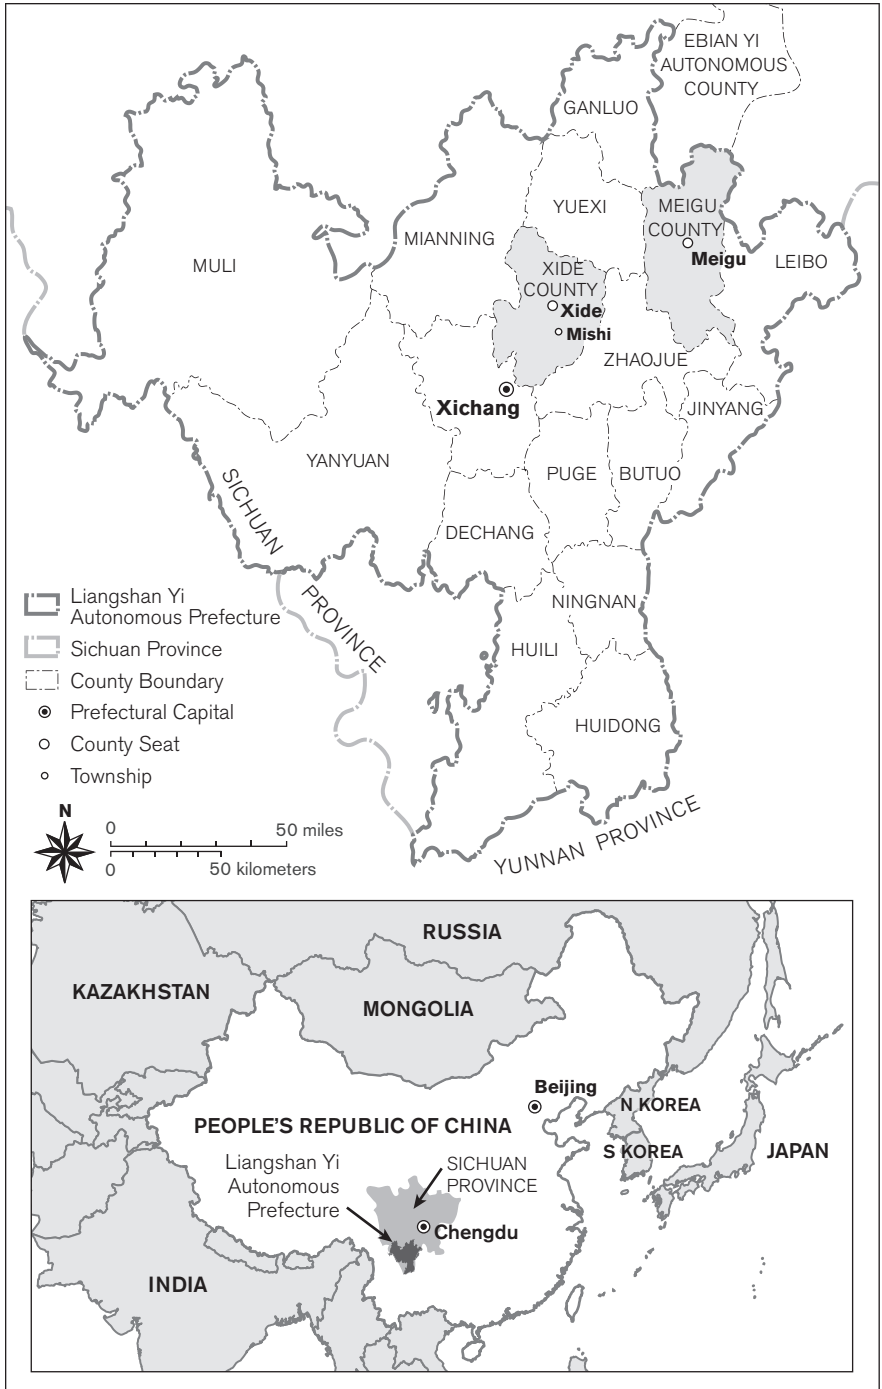 EBIAN YI
AUTONOMOUS
COUNTY
GANLUO
YUEXI
MEIGU
COUNTY
Meigu
LEIBO
MIANNING
MULI
XIDE
COUNTY
Xide
Mishi
ZHAOJUE
Xichang
JINYANG
YANYUAN
PUGE
BUTUO
SICHUAN
PROVINCE
DECHANG
NINGNAN
HUILI
HUIDONG
YUNNAN PROVINCE
Liangshan Yi
Autonomous Prefecture
Sichuan Province
County Boundary
Prefectural Capital
County Seat
Township
N
0
50 miles
0
50 kilometers
RUSSIA
KAZAKHSTAN
MONGOLIA
Beijing
N KOREA
PEOPLE'S REPUBLIC OF CHINA
S KOREA
JAPAN
Liangshan Yi
Autonomous
Prefecture
SICHUAN
PROVINCE
Chengdu
INDIA